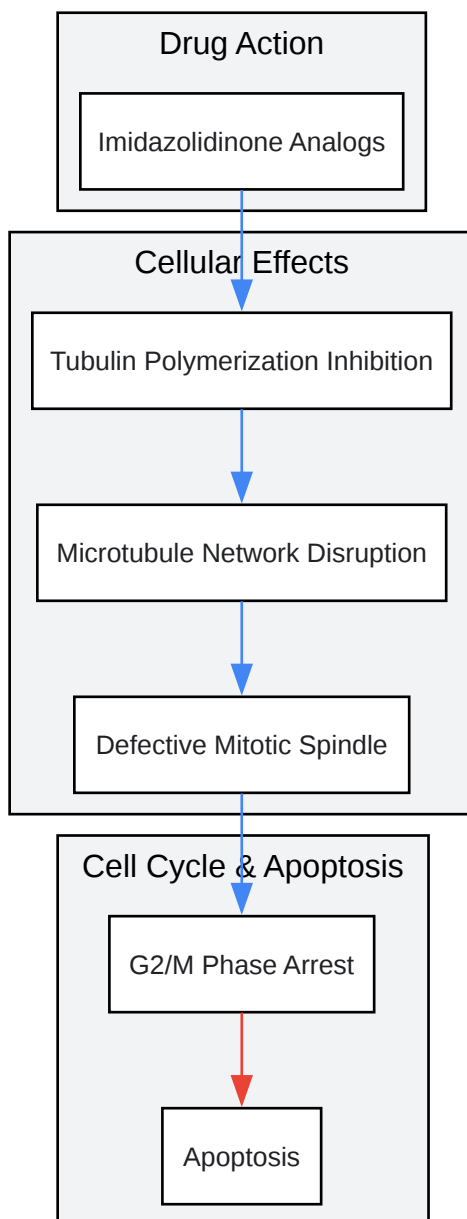 Drug Action
Imidazolidinone Analogs
Cellular Effects
Tubulin Polymerization Inhibition
Microtubule Network Disruption
Defective Mitotic Spindle
Cell Cycle & Apoptosis
G2/M Phase Arrest
Apoptosis